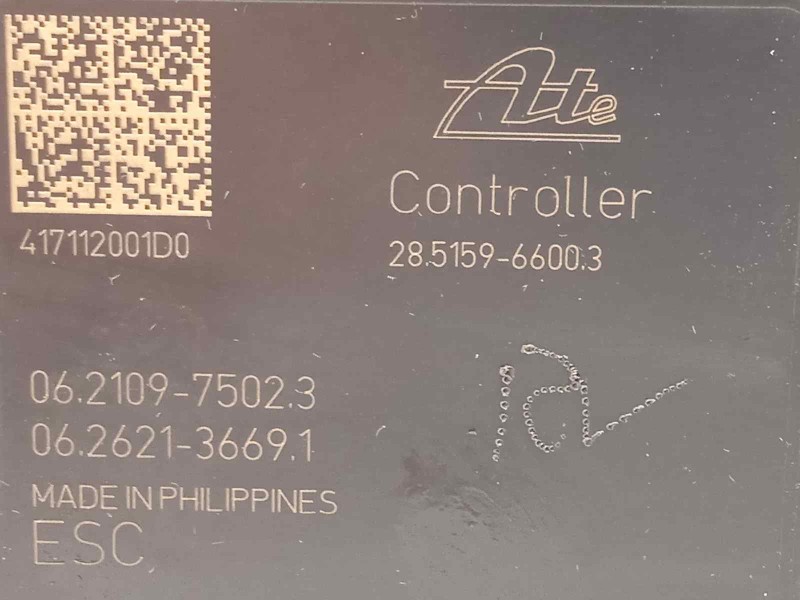 Ate
Controller
28.5159-6600.3
417112001D0
06.2109-7502.3
06.2621-3669.1
MADE IN PHILIPPINES
ESC